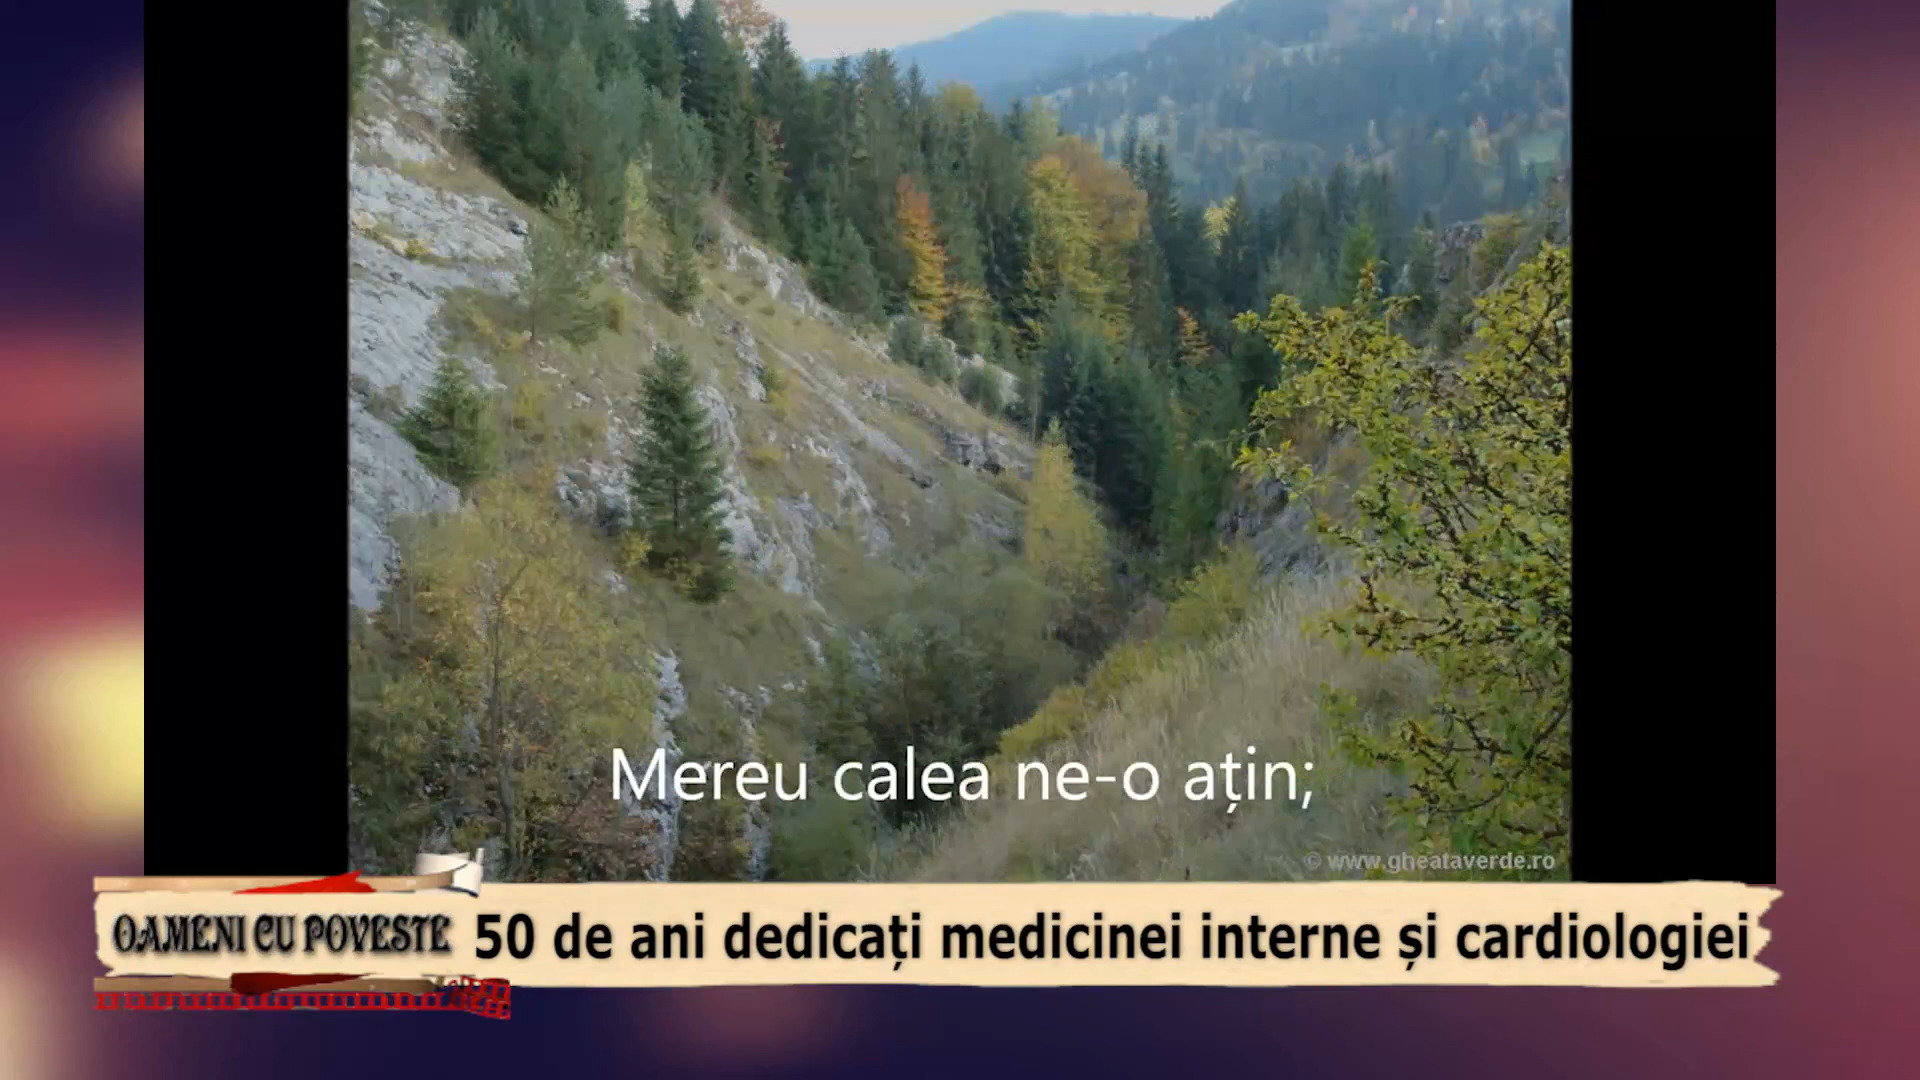 Mereu calea ne-o ațin;
© www.gheataverde.ro
OAMENI CU POVESTE
50 de ani dedicați medicinei interne și cardiologiei